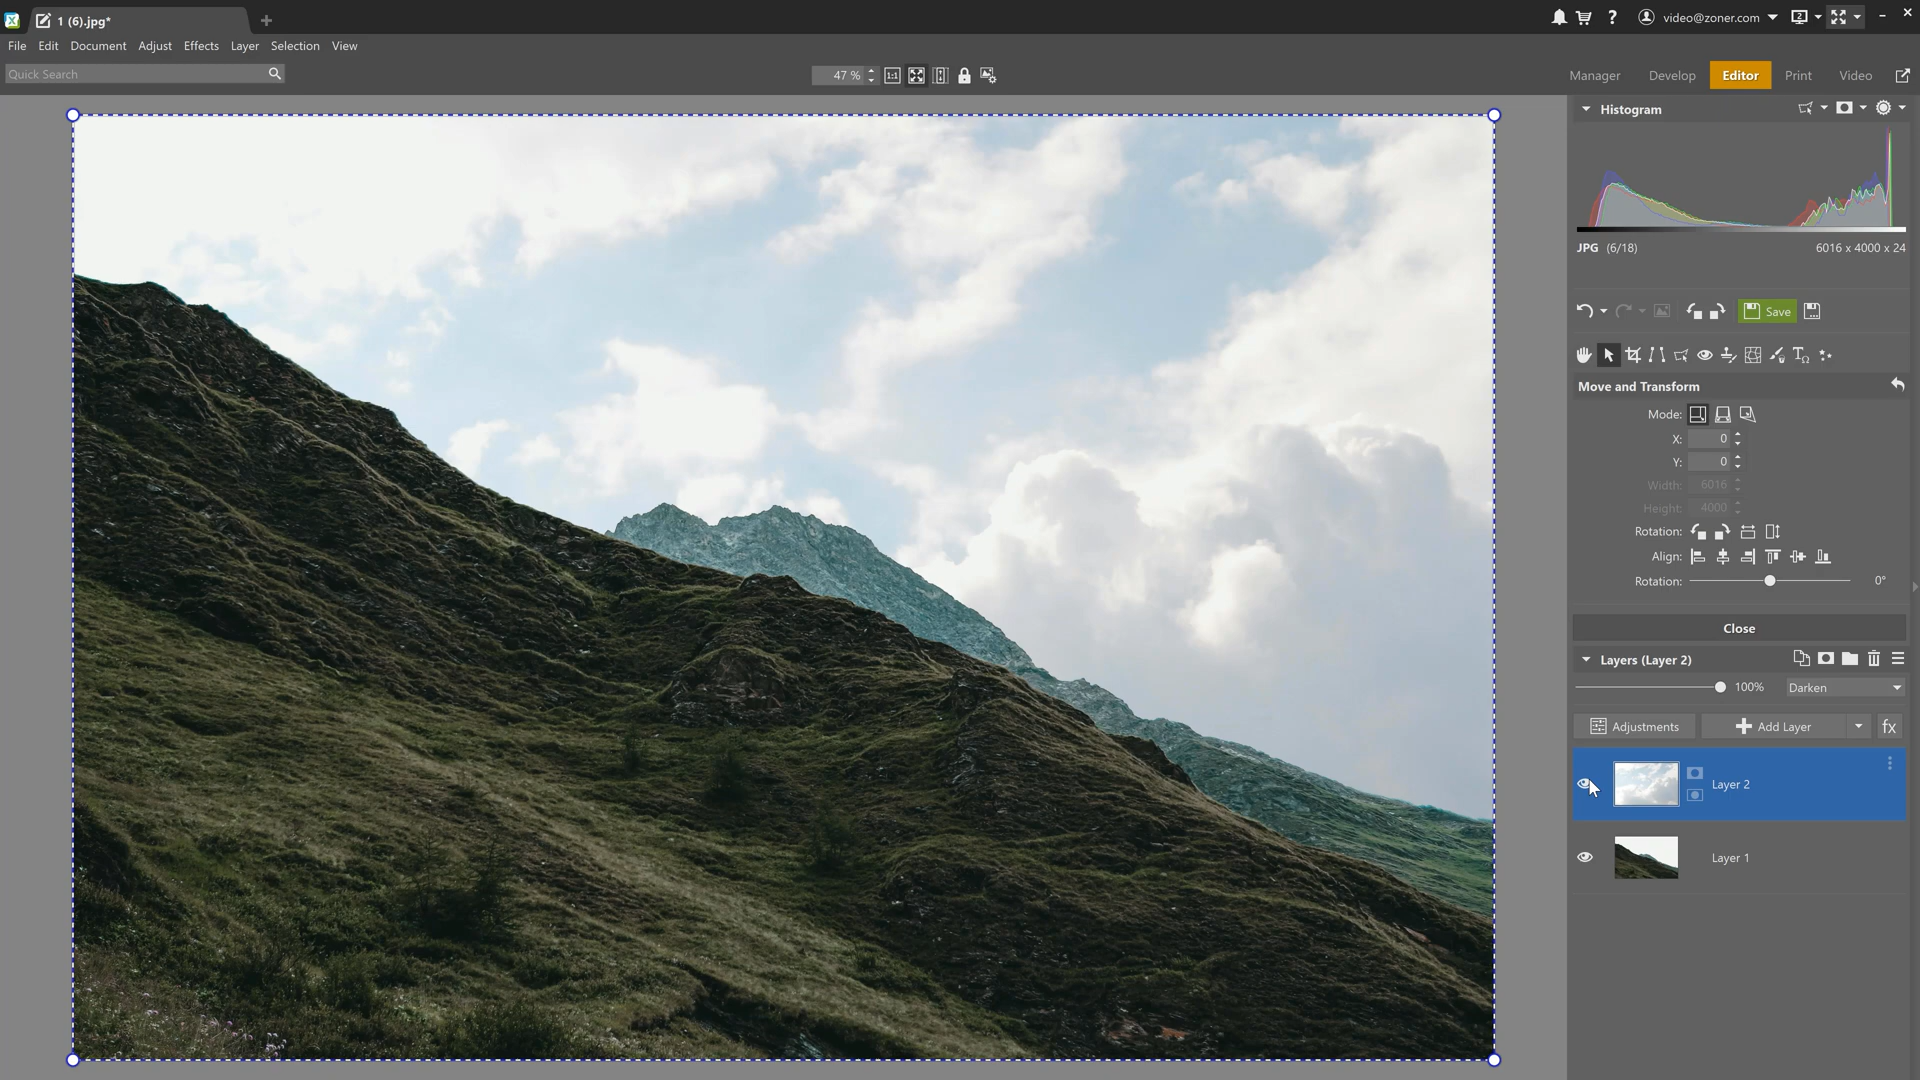 1 (6).jpg*
video@zoner.com
File Edit Document Adjust Effects Layer Selection View
Quick Search
47 %
1:1
Manager Develop Editor Print Video
Histogram
JPG (6/18) 6016 x 4000 x 24
Save
Move and Transform
Mode:
X: 0
Y: 0
Width: 6016
Height: 4000
Rotation:
Align:
Rotation: 0°
Close
Layers (Layer 2)
100% Darken
Adjustments Add Layer fx
Layer 2
Layer 1